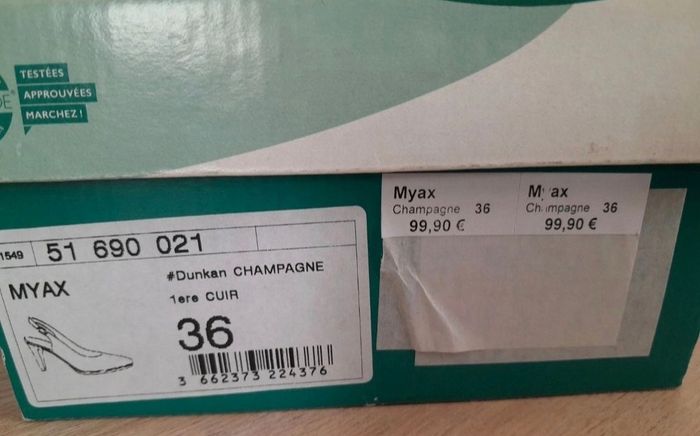 TESTÉES
APPROUVÉES
MARCHEZ !
1549 51 690 021
MYAX
#Dunkan CHAMPAGNE
1ere CUIR
36
3 662373 224376
Myax
Champagne 36
99,90 €
Myax
Champagne 36
99,90 €